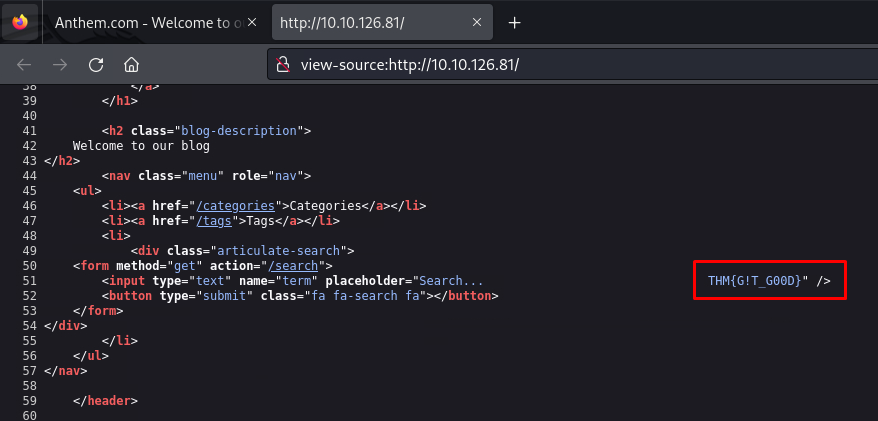 Anthem.com - Welcome to o
http://10.10.126.81/
view-source:http://10.10.126.81/
38 </a>
39 </h1>
40
41 <h2 class="blog-description">
42 Welcome to our blog
43 </h2>
44 <nav class="menu" role="nav">
45 <ul>
46 <li><a href="/categories">Categories</a></li>
47 <li><a href="/tags">Tags</a></li>
48 <li>
49 <div class="articulate-search">
50 <form method="get" action="/search">
51 <input type="text" name="term" placeholder="Search... THM{G!T_G00D}" />
52 <button type="submit" class="fa fa-search fa"></button>
53 </form>
54 </div>
55 </li>
56 </ul>
57 </nav>
58
59 </header>
60